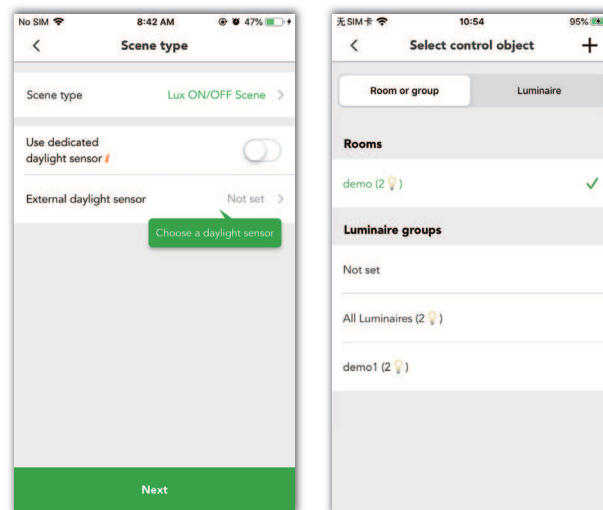 No SIM 8:42 AM 47%
Scene type
Scene type Lux ON/OFF Scene
Use dedicated
daylight sensor i
External daylight sensor Not set
Choose a daylight sensor
Next
无SIM卡 10:54 95%
Select control object
Room or group Luminaire
Rooms
demo (2)
Luminaire groups
Not set
All Luminaires (2)
demo1 (2)